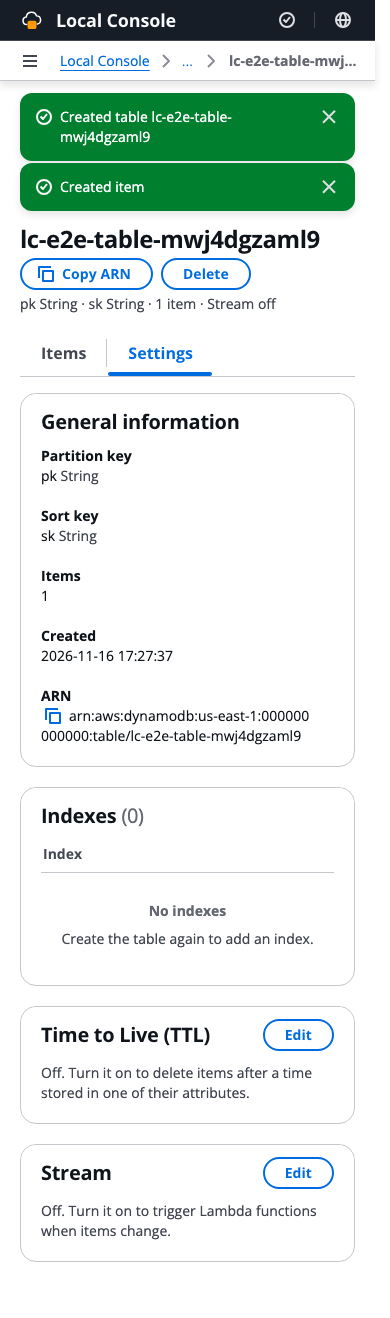 Local Console
Local Console
...
lc-e2e-table-mwj...
Created table lc-e2e-table-
mwj4dgzaml9
Created item
lc-e2e-table-mwj4dgzaml9
Copy ARN
Delete
pk String · sk String · 1 item · Stream off
Items
Settings
General information
Partition key
pk String
Sort key
sk String
Items
1
Created
2026-11-16 17:27:37
ARN
arn:aws:dynamodb:us-east-1:000000
000000:table/lc-e2e-table-mwj4dgzaml9
Indexes (0)
Index
No indexes
Create the table again to add an index.
Time to Live (TTL)
Edit
Off. Turn it on to delete items after a time
stored in one of their attributes.
Stream
Edit
Off. Turn it on to trigger Lambda functions
when items change.